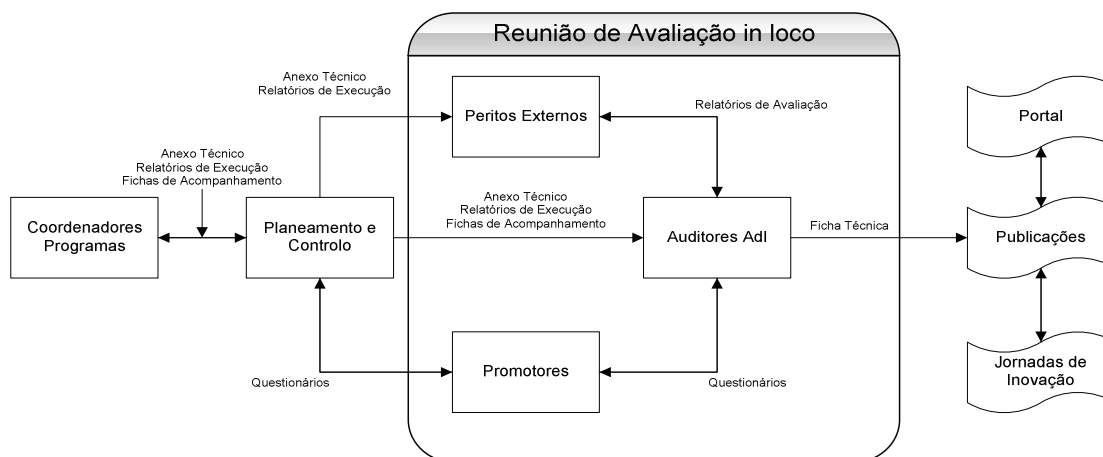 Reunião de Avaliação in loco
Anexo Técnico
Relatórios de Execução
Peritos Externos
Relatórios de Avaliação
Portal
Anexo Técnico
Relatórios de Execução
Fichas de Acompanhamento
Coordenadores
Programas
Planeamento e
Controlo
Anexo Técnico
Relatórios de Execução
Fichas de Acompanhamento
Auditores AdI
Ficha Técnica
Publicações
Questionários
Promotores
Questionários
Jornadas de
Inovação